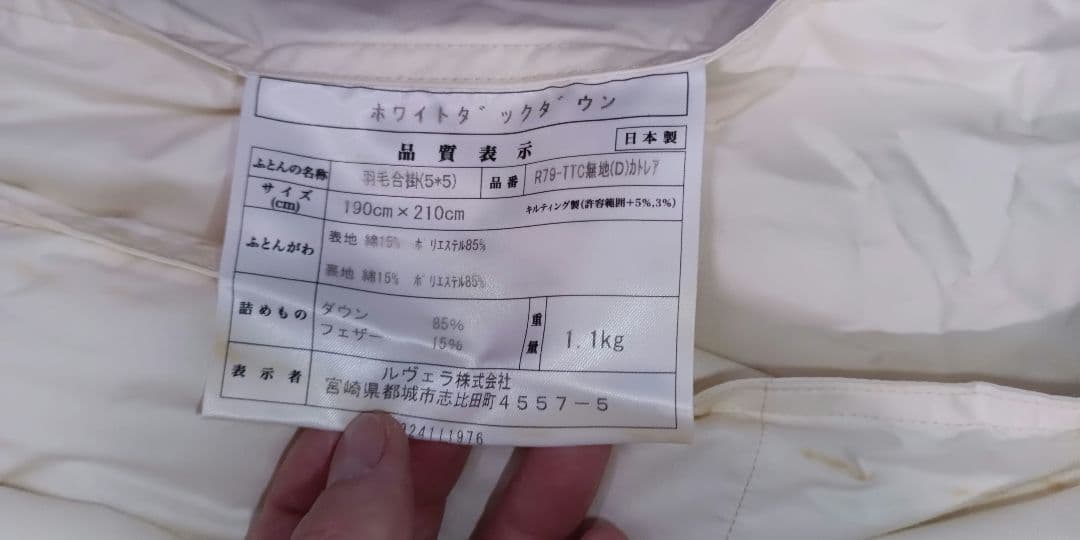 ホワイトダックダウン
品質表示
日本製
ふとんの名称 羽毛合掛(5*5) 品番 R79-TTC無地(D)カトレア
サイズ(cm) 190cm×210cm キルティング製(許容範囲+5%,3%)
ふとんがわ 表地 綿15% ポリエステル85%
裏地 綿15% ポリエステル85%
詰めもの ダウン 85%
フェザー 15%
重量 1.1kg
表示者 ルヴェラ株式会社
宮崎県都城市志比田町4557-5